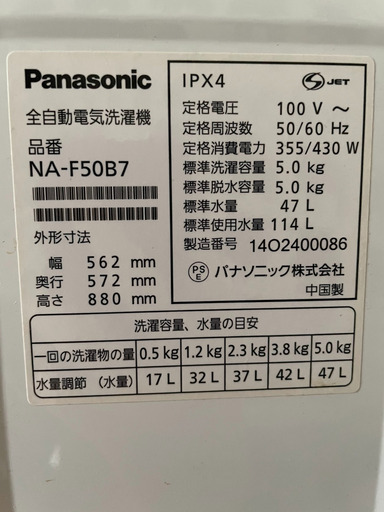 Panasonic
全自動電気洗濯機
品番
NA-F50B7
外形寸法
幅 562 mm
奥行 572 mm
高さ 880 mm
IPX4
JET
定格電圧 100 V ～
定格周波数 50/60 Hz
定格消費電力 355/430 W
標準洗濯容量 5.0 kg
標準脱水容量 5.0 kg
標準水量 47 L
標準使用水量 114 L
製造番号 14O2400086
PS E パナソニック株式会社
中国製
洗濯容量、水量の目安
一回の洗濯物の量 0.5 kg 1.2 kg 2.3 kg 3.8 kg 5.0 kg
水量調節（水量） 17 L 32 L 37 L 42 L 47 L